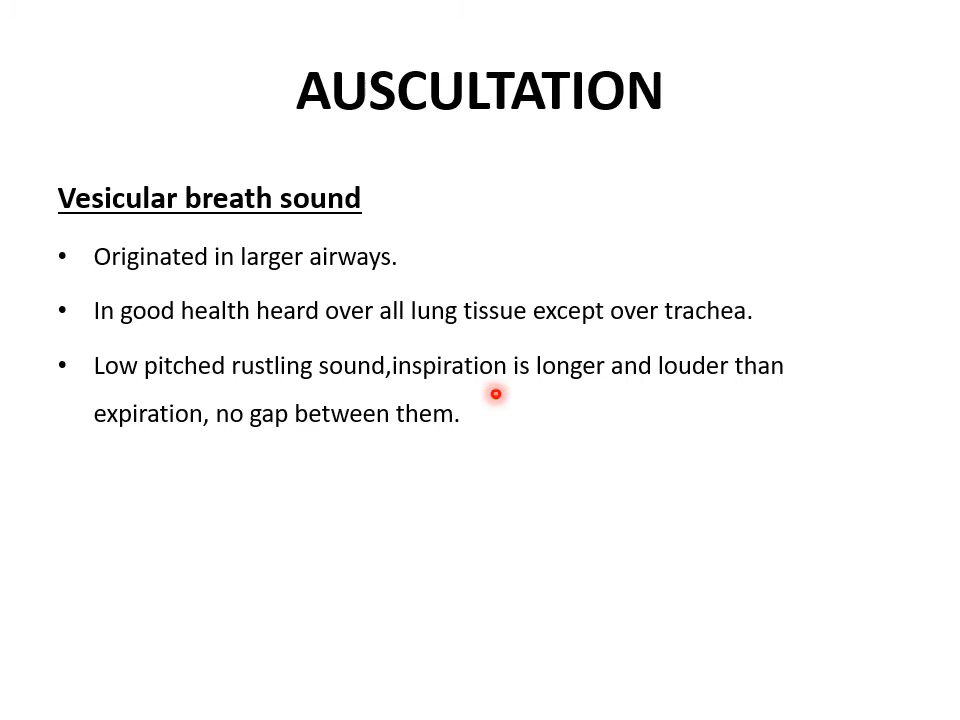 AUSCULTATION
Vesicular breath sound
• Originated in larger airways.
• In good health heard over all lung tissue except over trachea.
• Low pitched rustling sound,inspiration is longer and louder than
expiration, no gap between them.